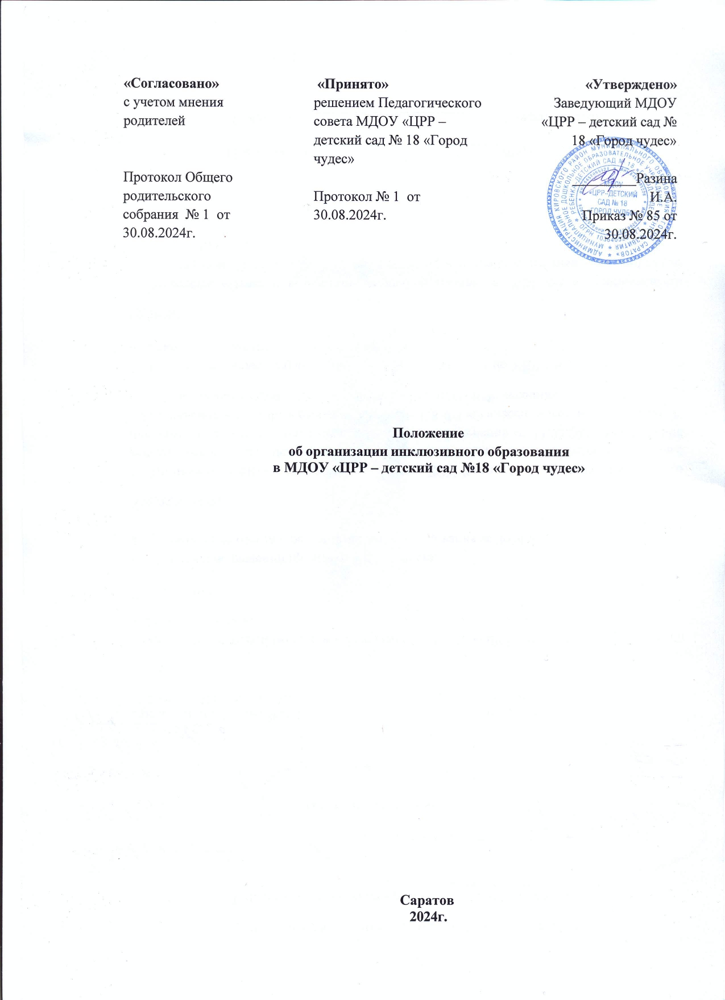 «Согласовано»
с учетом мнения
родителей
Протокол Общего
родительского
собрания № 1 от
30.08.2024г.
«Принято»
решением Педагогического
совета МДОУ «ЦРР –
детский сад № 18 «Город
чудес»
Протокол № 1 от
30.08.2024г.
«Утверждено»
Заведующий МДОУ
«ЦРР – детский сад №
18 «Город чудес»
_________Разина
И.А.
Приказ № 85 от
30.08.2024г.
МДОУ
«ЦРР-ДЕТСКИЙ
САД № 18
ГОРОД ЧУДЕС»
Положение
об организации инклюзивного образования
в МДОУ «ЦРР – детский сад №18 «Город чудес»
Саратов
2024г.